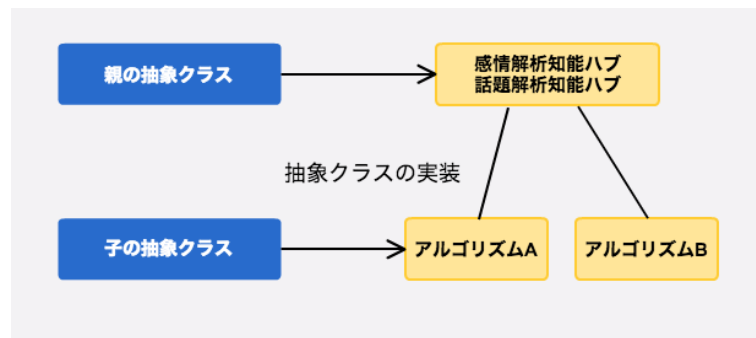 親の抽象クラス
感情解析知能ハブ
話題解析知能ハブ
抽象クラスの実装
子の抽象クラス
アルゴリズムA
アルゴリズムB